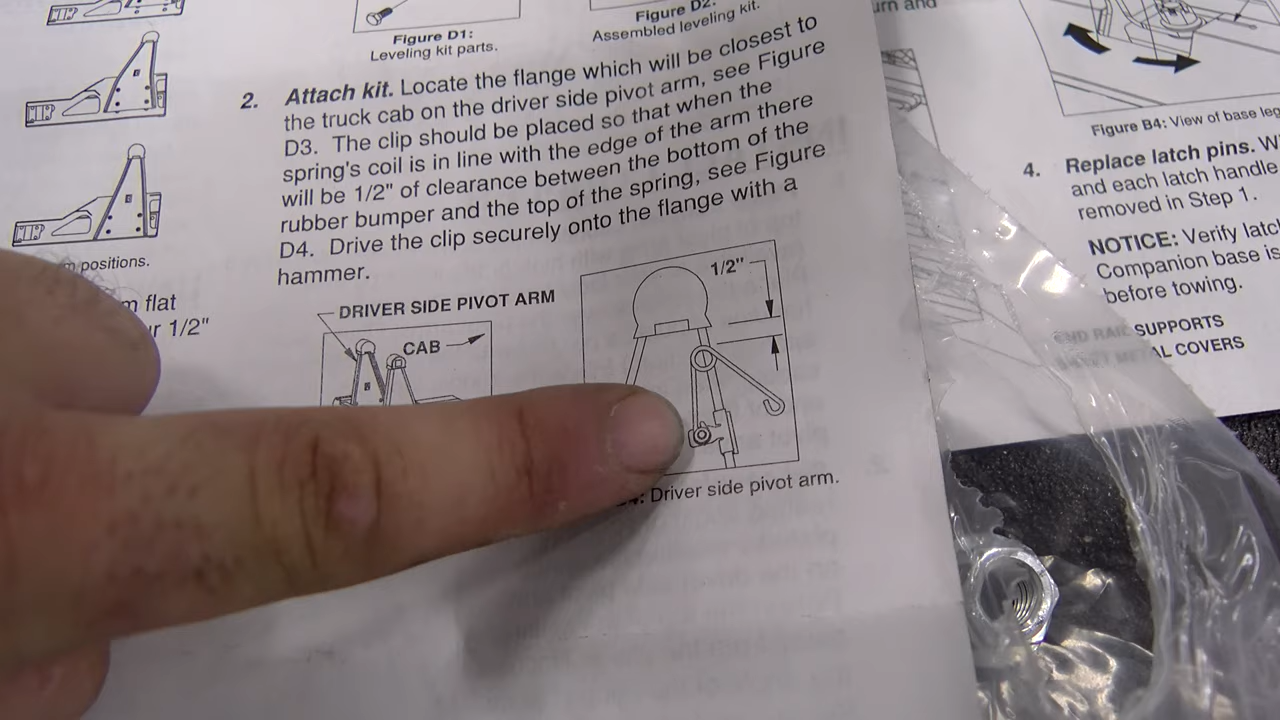 Figure D1:
Leveling kit parts.
Figure D2:
Assembled leveling kit.
2. Attach kit. Locate the flange which will be closest to
the truck cab on the driver side pivot arm, see Figure
D3. The clip should be placed so that when the
spring's coil is in line with the edge of the arm there
will be 1/2" of clearance between the bottom of the
rubber bumper and the top of the spring, see Figure
D4. Drive the clip securely onto the flange with a
hammer.
DRIVER SIDE PIVOT ARM
CAB
1/2"
Driver side pivot arm.
positions.
flat
1/2"
urn and
Figure B4: View of base leg
4. Replace latch pins.
and each latch handle
removed in Step 1.
NOTICE: Verify latch
Companion base is
before towing.
END RAIL SUPPORTS
METAL COVERS